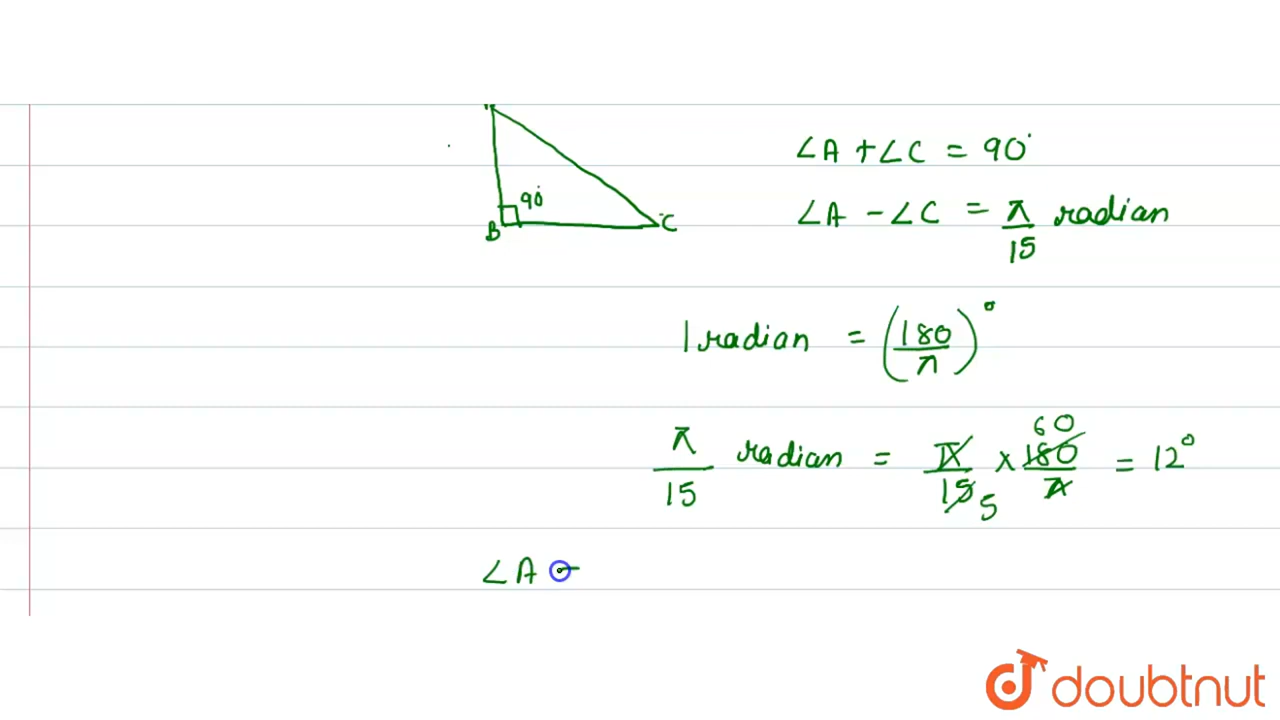 ∠A + ∠C = 90°
90°
B
C
∠A - ∠C = π/15 radian
1 radian = (180/π)°
π/15 radian = π/15 5 × 60 180/π = 12°
∠A -
doubtnut